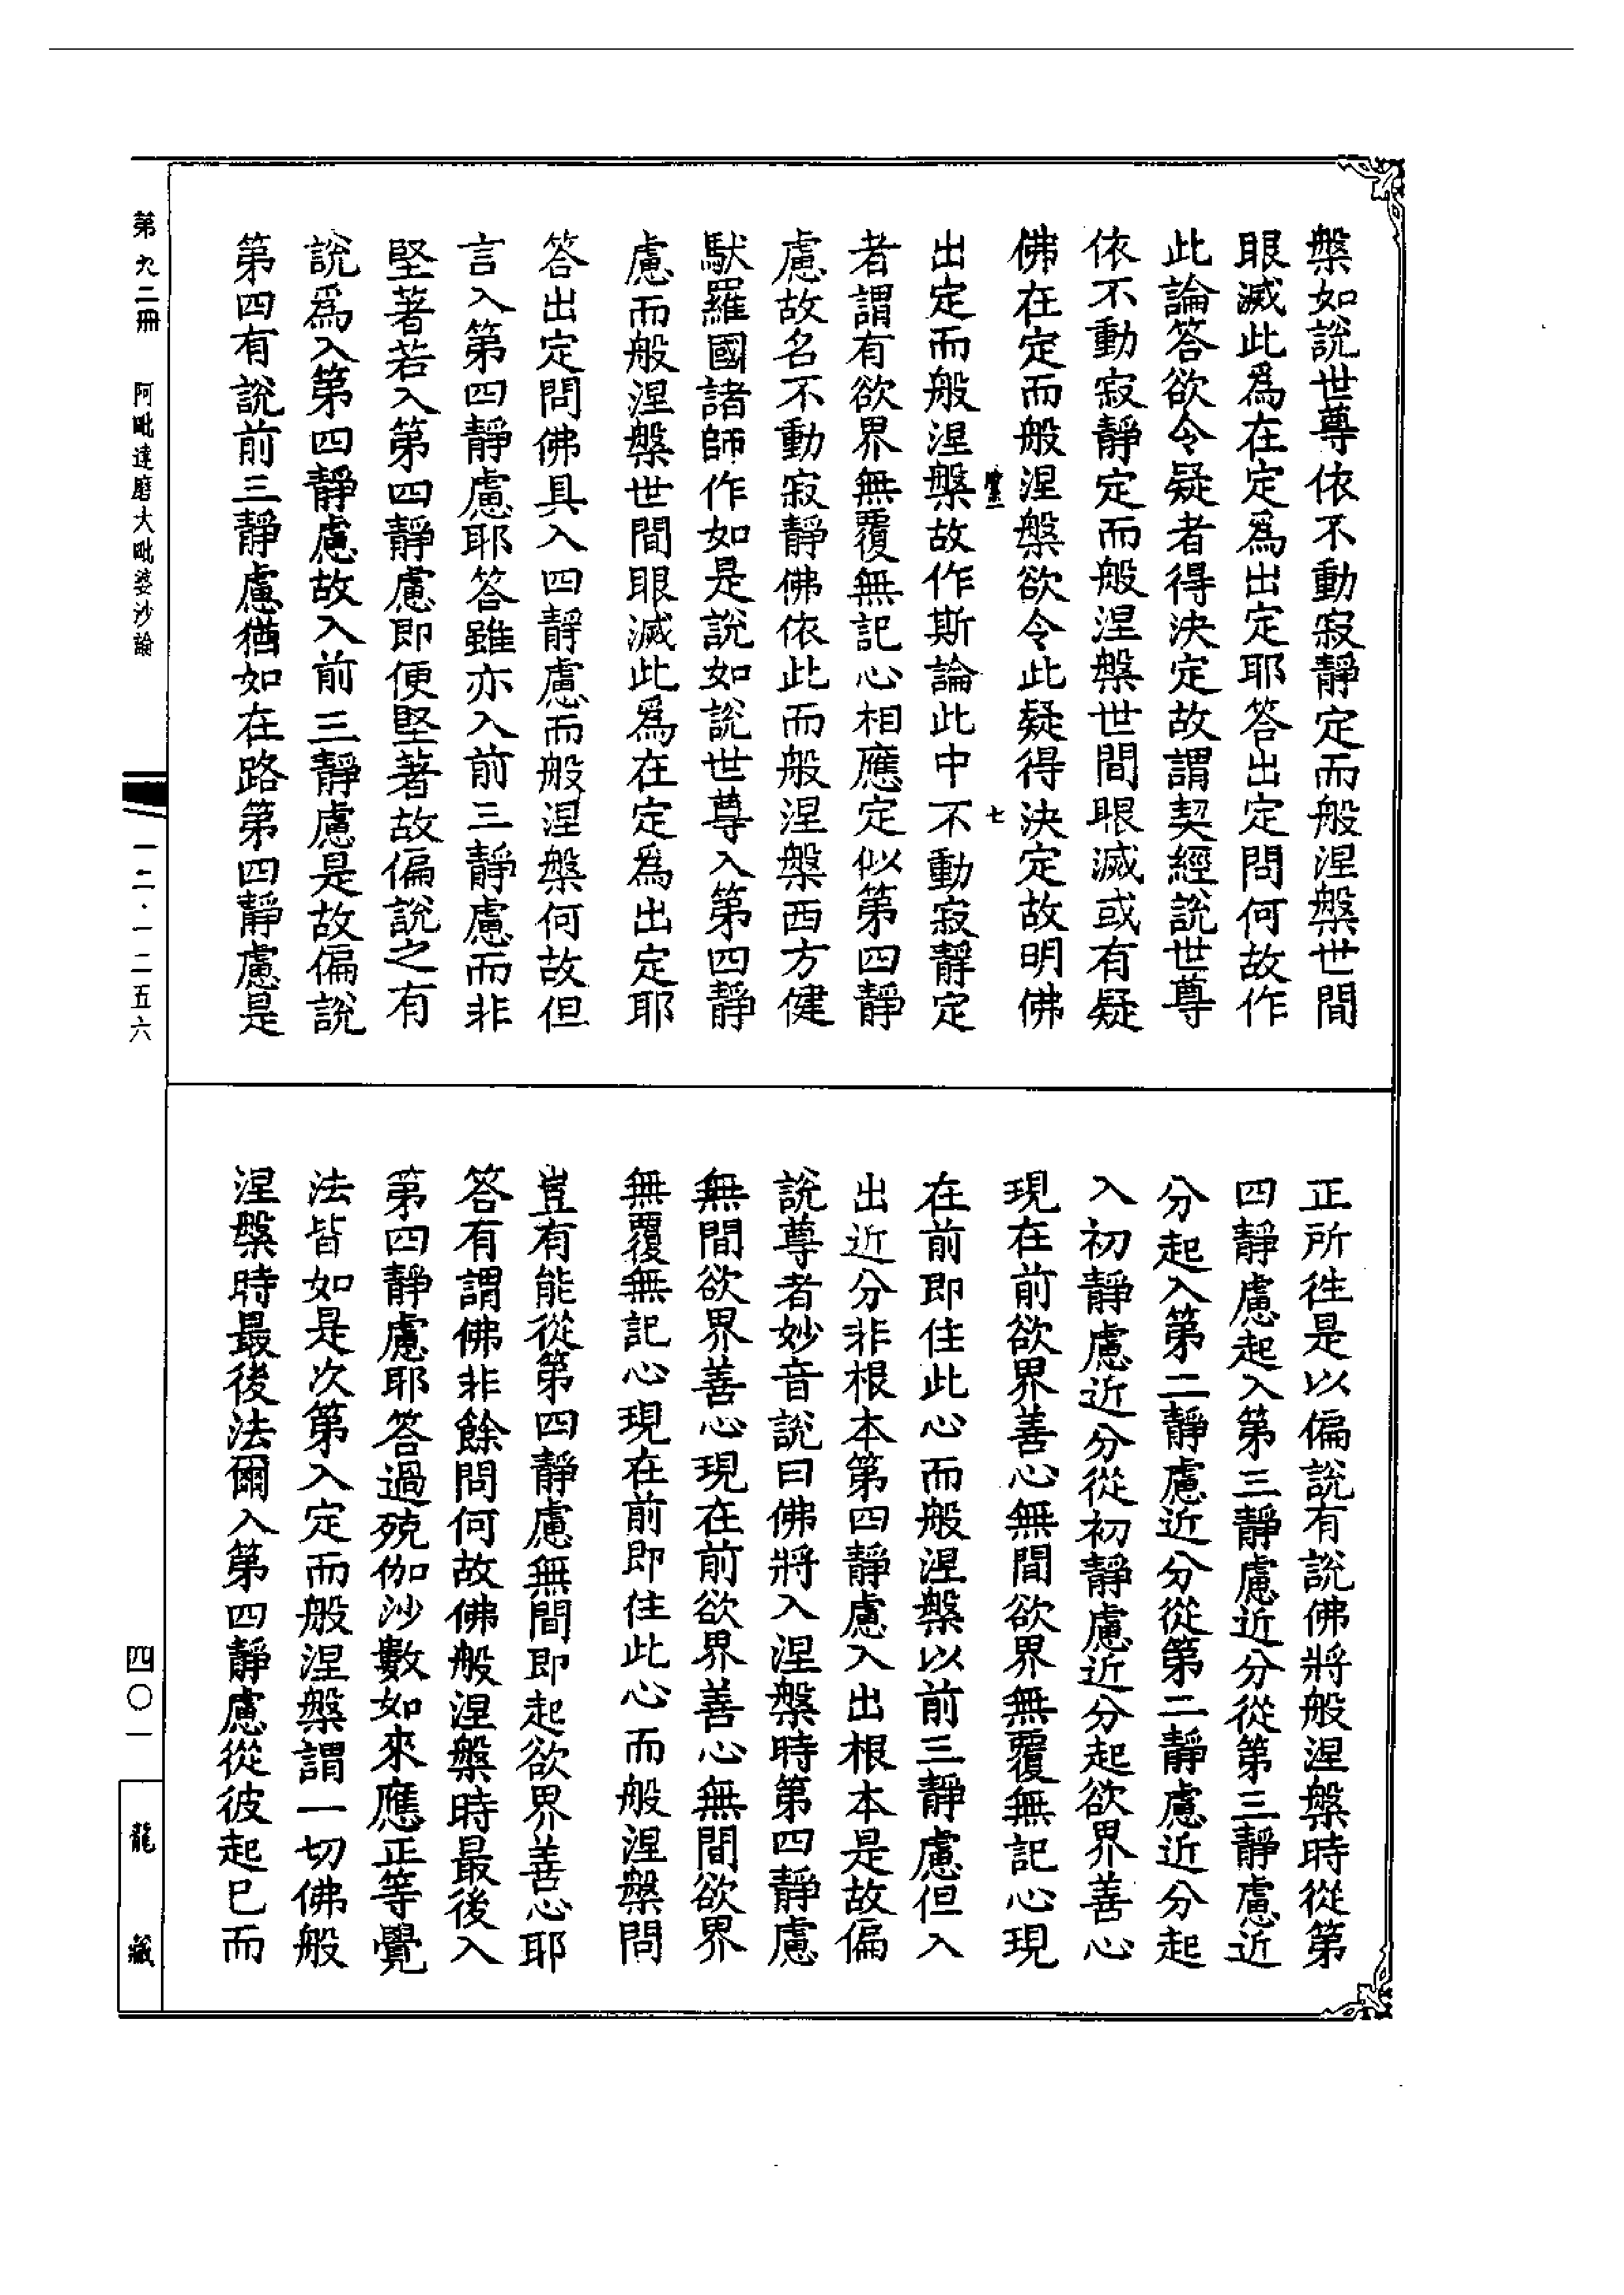 槃如說世尊依不動寂靜定而般涅槃世間
眼滅此爲在定爲出定耶答出定問何故作
此論答欲令疑者得決定故謂契經說世尊
依不動寂靜定而般涅槃世間眼滅或有疑
佛在定而般涅槃欲令此疑得決定故明佛
七
出定而般涅槃故作斯論此中不動寂靜定
者謂有欲界無覆無記心相應定似第四靜
慮故名不動寂靜佛依此而般涅槃西方健
馱羅國諸師作如是說如說世尊入第四靜
慮而般涅槃世間眼滅此爲在定爲出定耶
答出定問佛具入四靜慮而般涅槃何故但
言入第四靜慮耶答雖亦入前三靜慮而非
堅著若入第四靜慮即便堅著故偏說之有
說爲入第四靜慮故入前三靜慮是故偏說
第四有說前三靜慮猶如在路第四靜慮是
正所徃是以偏說有說佛將般涅槃時從第
四靜慮起入第三靜慮近分從第三靜慮近
分起入第二靜慮近分從第二靜慮近分起
入初靜慮近分從初靜慮近分起欲界善心
現在前欲界善心無間欲界無覆無記心現
在前即住此心而般涅槃以前三靜慮但入
出近分非根本第四靜慮入出根本是故偏
說尊者妙音說曰佛將入涅槃時第四靜慮
無間欲界善心現在前欲界善心無間欲界
無覆無記心現在前即住此心而般涅槃問
豈有能從第四靜慮無間即起欲界善心耶
答有謂佛非餘問何故佛般涅槃時最後入
第四靜慮耶答過殑伽沙數如來應正等覺
法皆如是次第入定而般涅槃謂一切佛般
涅槃時最後法爾入第四靜慮從彼起已而
第九二冊 阿毗達磨大毗婆沙論
一二·一二五六
四〇一
龍藏